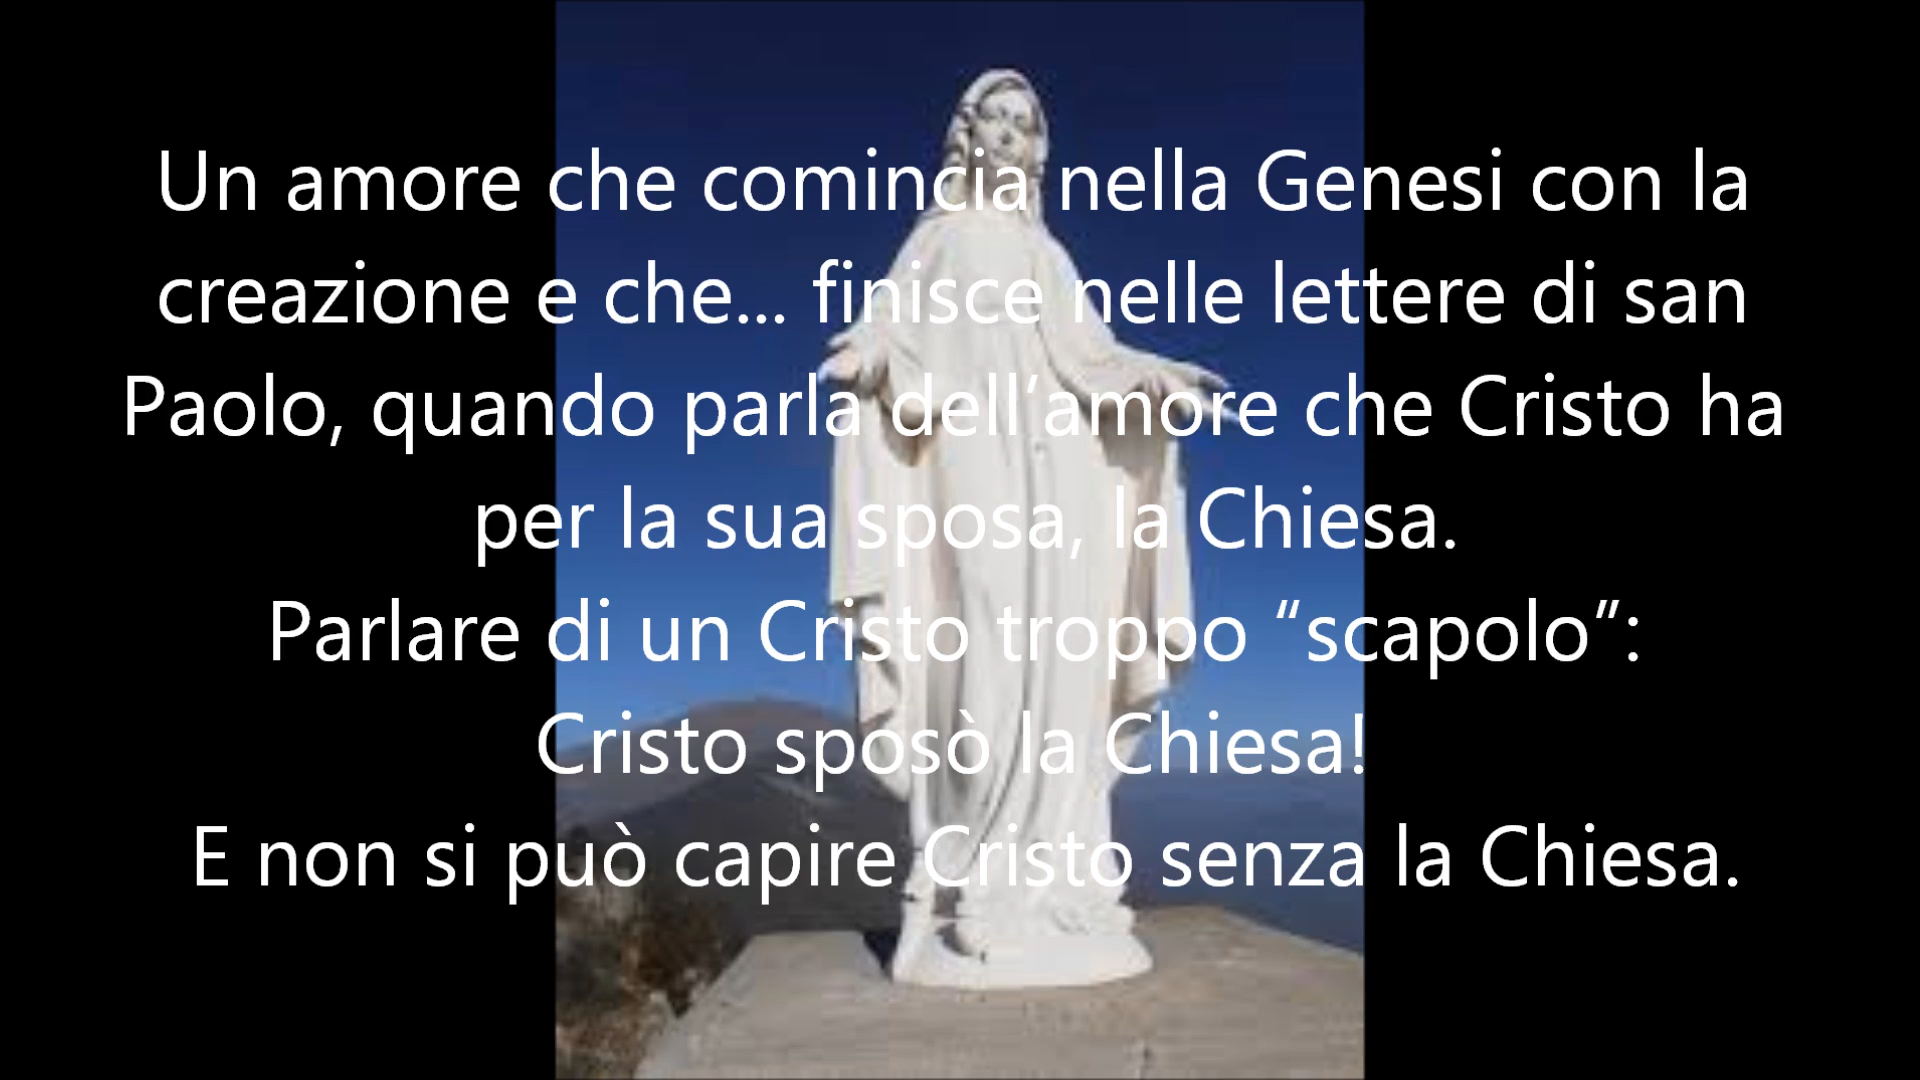 Un amore che comincia nella Genesi con la
creazione e che... finisce nelle lettere di san
Paolo, quando parla dell’amore che Cristo ha
per la sua sposa, la Chiesa.
Parlare di un Cristo troppo “scapolo”:
Cristo sposò la Chiesa!
E non si può capire Cristo senza la Chiesa.